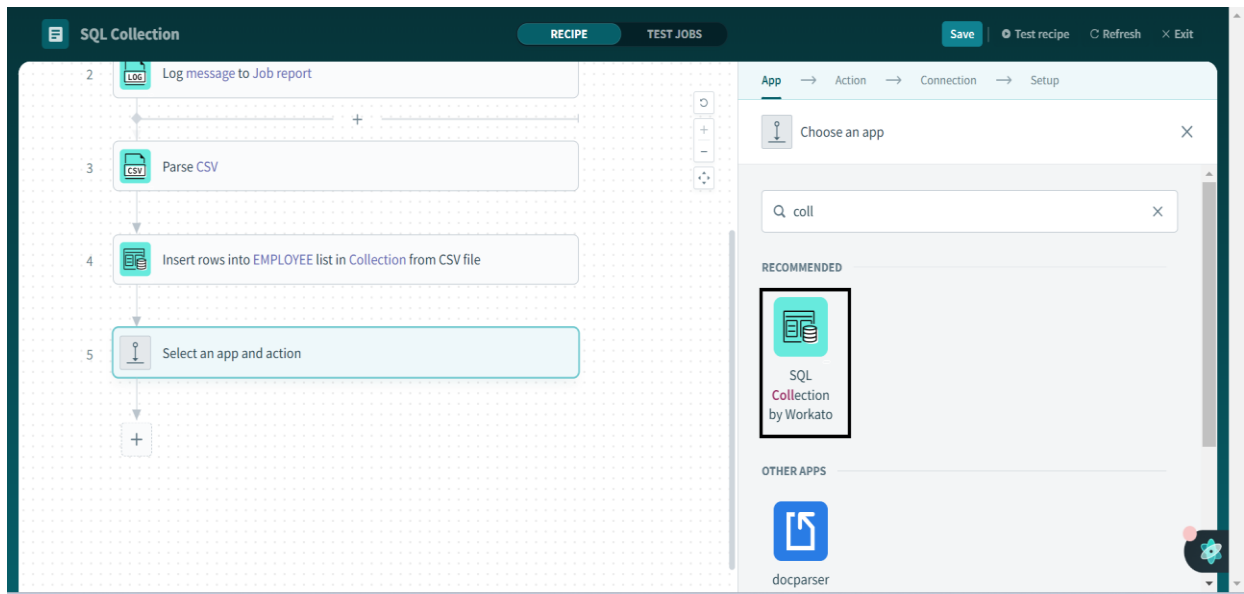 SQL Collection
RECIPE
TEST JOBS
Save
Test recipe
Refresh
Exit
2
LOG
Log message to Job report
3
CSV
Parse CSV
4
Insert rows into EMPLOYEE list in Collection from CSV file
5
Select an app and action
App
Action
Connection
Setup
Choose an app
coll
RECOMMENDED
SQL
Collection
by Workato
OTHER APPS
docparser